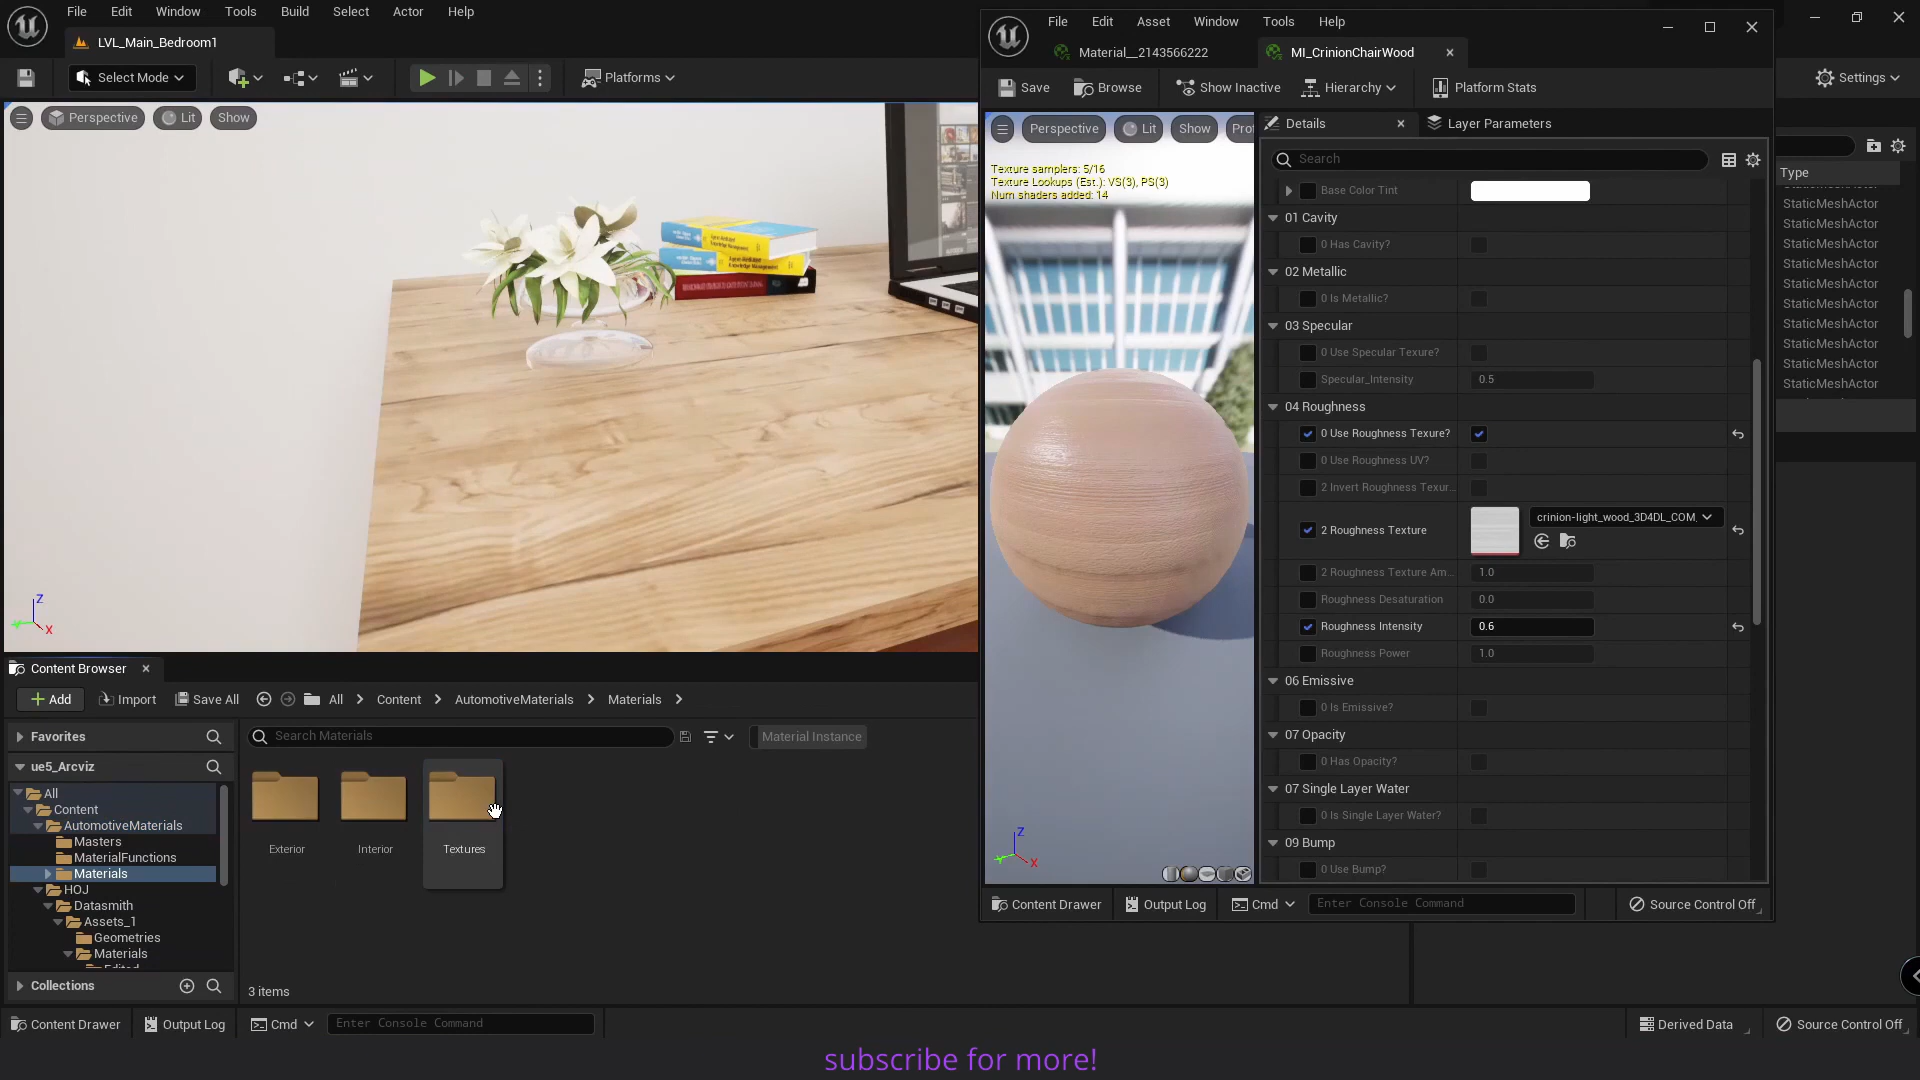 File Edit Window Tools Build Select Actor Help
LVL_Main_Bedroom1
Select Mode
Platforms
Settings
Perspective Lit Show
File Edit Asset Window Tools Help
Material__2143566222
MI_CrinionChairWood
Save Browse Show Inactive Hierarchy Platform Stats
Perspective Lit Show
Texture samplers: 5/16
Texture Lookups (Est.): VS(3), PS(3)
Num shaders added: 14
Details
Layer Parameters
Search
Base Color Tint
01 Cavity
0 Has Cavity?
02 Metallic
0 Is Metallic?
03 Specular
0 Use Specular Texure?
Specular_Intensity 0.5
04 Roughness
0 Use Roughness Texure?
0 Use Roughness UV?
2 Invert Roughness Texur...
2 Roughness Texture crinion-light_wood_3D4DL_COM_
2 Roughness Texture Am... 1.0
Roughness Desaturation 0.0
Roughness Intensity 0.6
Roughness Power 1.0
06 Emissive
0 Is Emissive?
07 Opacity
0 Has Opacity?
07 Single Layer Water
0 Is Single Layer Water?
09 Bump
0 Use Bump?
Z
X
Content Drawer Output Log Cmd Enter Console Command Source Control Off
Type
StaticMeshActor
StaticMeshActor
StaticMeshActor
StaticMeshActor
StaticMeshActor
StaticMeshActor
StaticMeshActor
StaticMeshActor
StaticMeshActor
StaticMeshActor
Z
X
Content Browser
Add Import Save All All Content AutomotiveMaterials Materials
Favorites
Search Materials
Material Instance
ue5_Arcviz
All
Content
AutomotiveMaterials
Masters
MaterialFunctions
Materials
HOJ
Datasmith
Assets_1
Geometries
Materials
Edited
Collections
Exterior
Interior
Textures
3 items
Content Drawer Output Log Cmd Enter Console Command
Derived Data Source Control Off
subscribe for more!